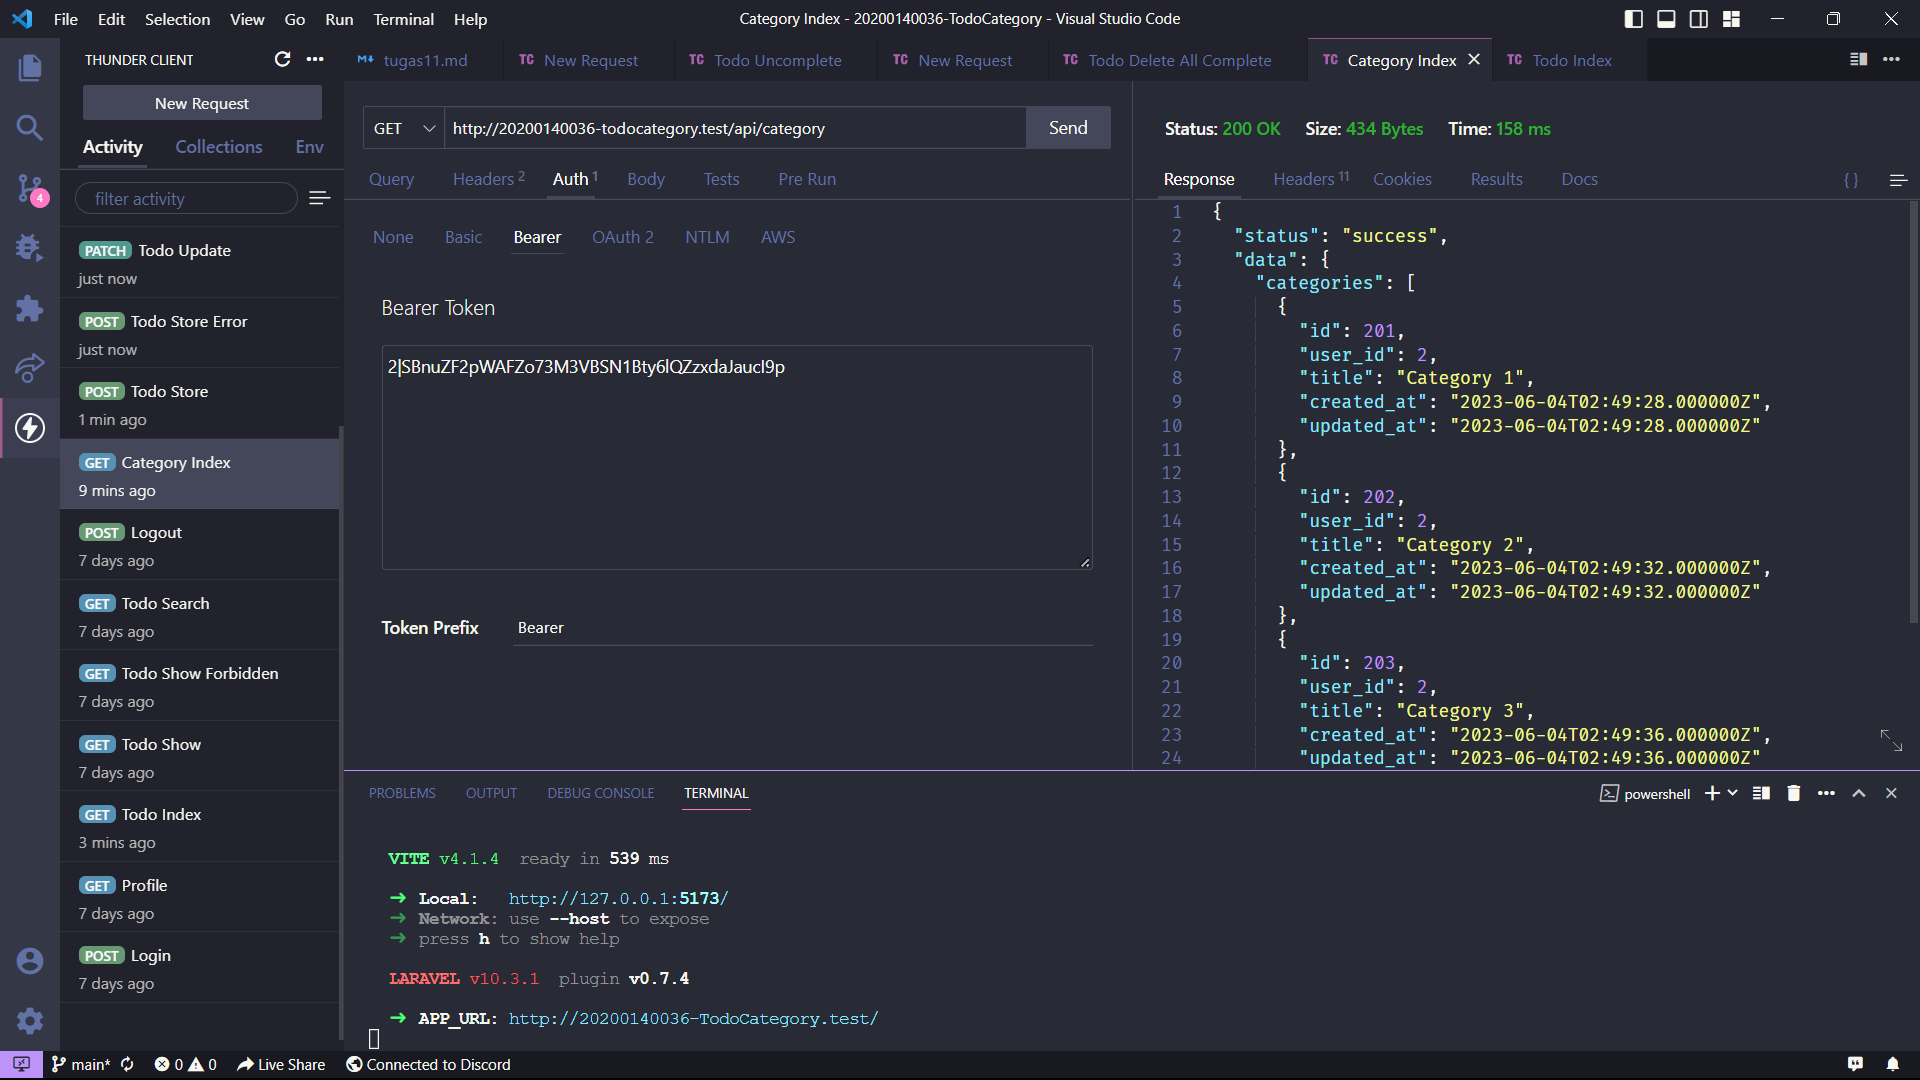 File Edit Selection View Go Run Terminal Help
Category Index - 20200140036-TodoCategory - Visual Studio Code
THUNDER CLIENT
New Request
Activity Collections Env
filter activity
PATCH Todo Update
just now
POST Todo Store Error
just now
POST Todo Store
1 min ago
GET Category Index
9 mins ago
POST Logout
7 days ago
GET Todo Search
7 days ago
GET Todo Show Forbidden
7 days ago
GET Todo Show
7 days ago
GET Todo Index
3 mins ago
GET Profile
7 days ago
POST Login
7 days ago
4
tugas11.md
TC New Request
TC Todo Uncomplete
TC New Request
TC Todo Delete All Complete
TC Category Index
TC Todo Index
GET http://20200140036-todocategory.test/api/category Send
Query Headers 2 Auth 1 Body Tests Pre Run
None Basic Bearer OAuth 2 NTLM AWS
Bearer Token
2|SBnuZF2pWAFZo73M3VBSN1Bty6lQZzxdaJaucI9p
Token Prefix Bearer
Status: 200 OK Size: 434 Bytes Time: 158 ms
Response Headers 11 Cookies Results Docs { }
1 {
2 "status": "success",
3 "data": {
4 "categories": [
5 {
6 "id": 201,
7 "user_id": 2,
8 "title": "Category 1",
9 "created_at": "2023-06-04T02:49:28.000000Z",
10 "updated_at": "2023-06-04T02:49:28.000000Z"
11 },
12 {
13 "id": 202,
14 "user_id": 2,
15 "title": "Category 2",
16 "created_at": "2023-06-04T02:49:32.000000Z",
17 "updated_at": "2023-06-04T02:49:32.000000Z"
18 },
19 {
20 "id": 203,
21 "user_id": 2,
22 "title": "Category 3",
23 "created_at": "2023-06-04T02:49:36.000000Z",
24 "updated_at": "2023-06-04T02:49:36.000000Z"
PROBLEMS OUTPUT DEBUG CONSOLE TERMINAL
powershell
VITE v4.1.4 ready in 539 ms
➜ Local: http://127.0.0.1:5173/
➜ Network: use --host to expose
➜ press h to show help
LARAVEL v10.3.1 plugin v0.7.4
➜ APP_URL: http://20200140036-TodoCategory.test/
main* 0 0 Live Share Connected to Discord